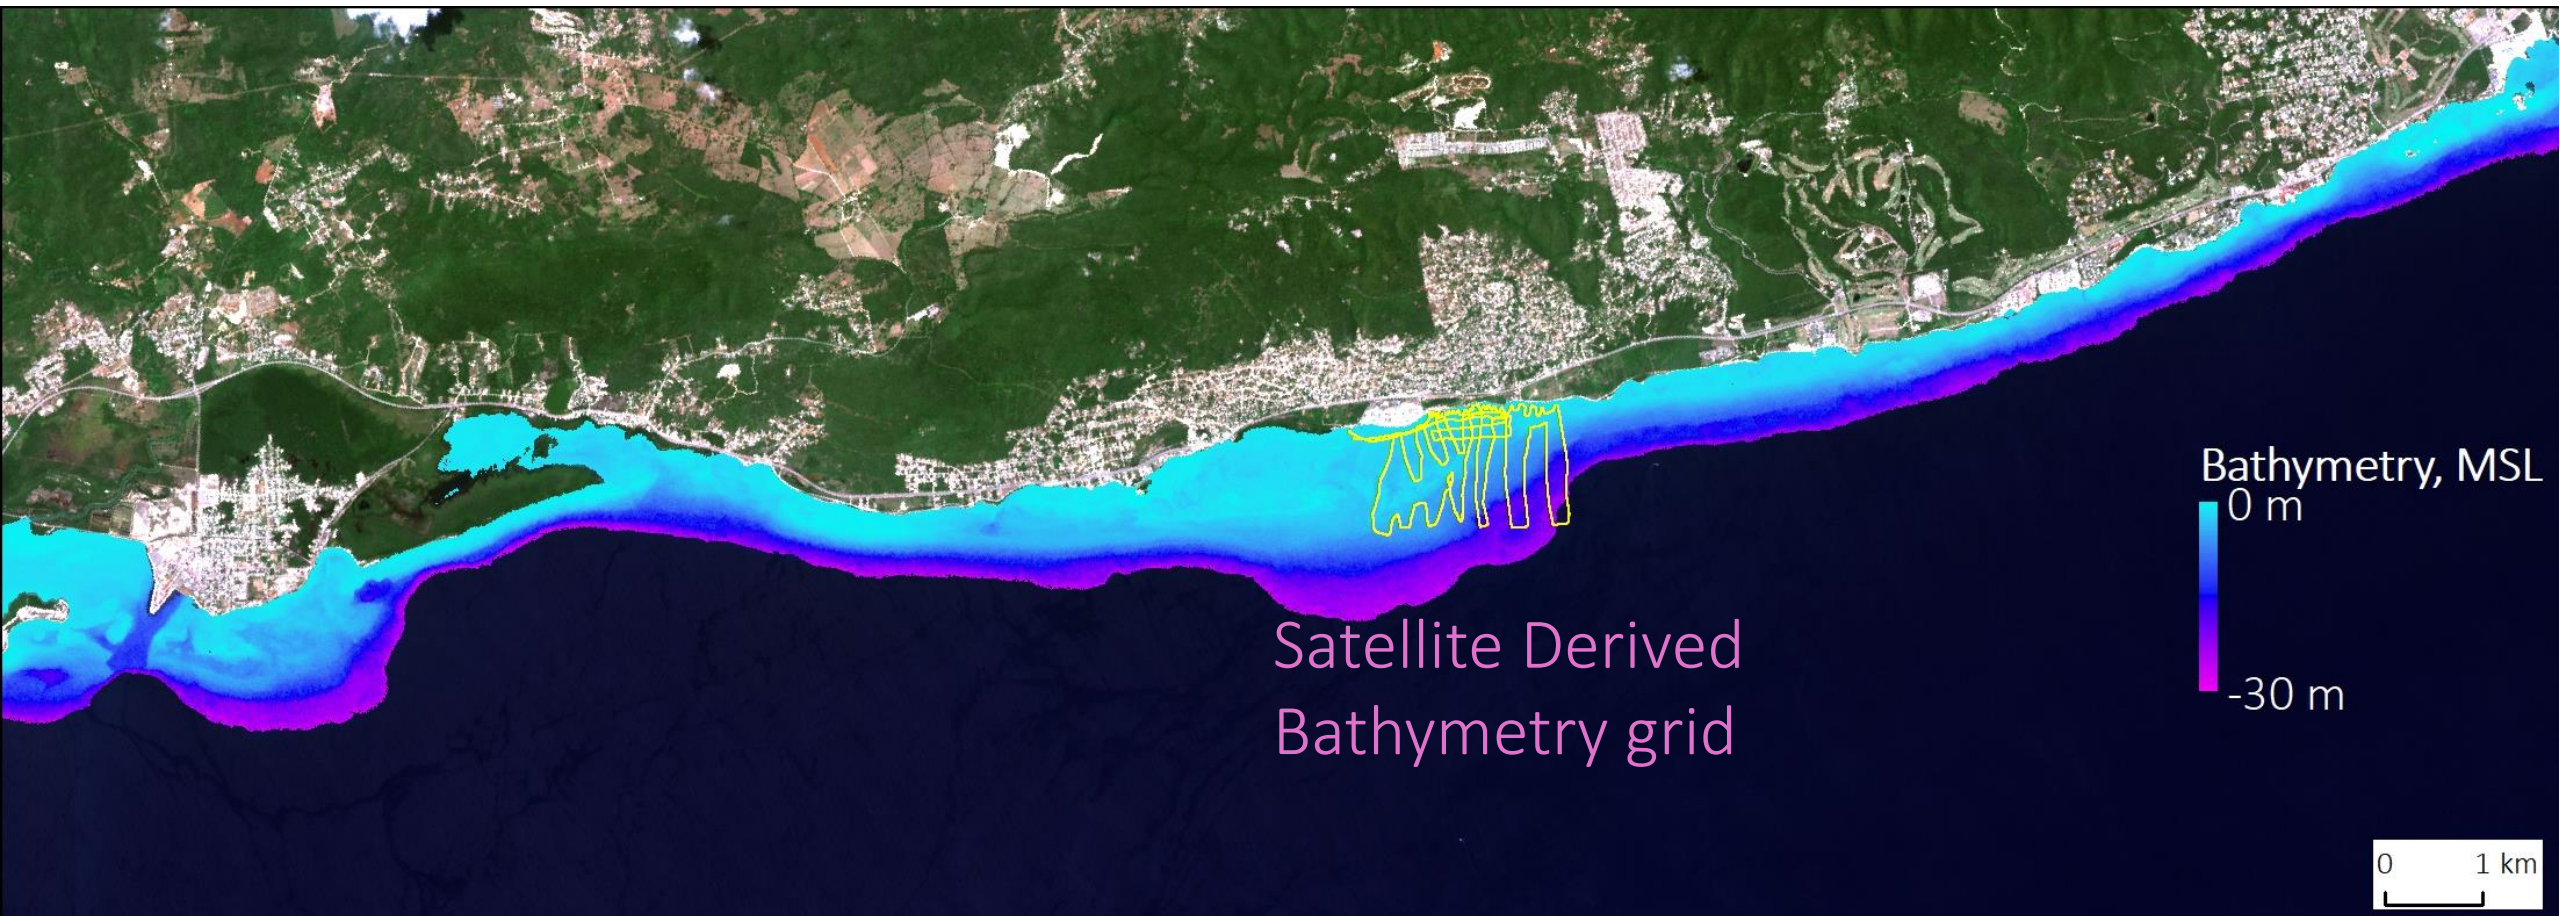 Bathymetry, MSL
0 m
-30 m
Satellite Derived
Bathymetry grid
0 1 km